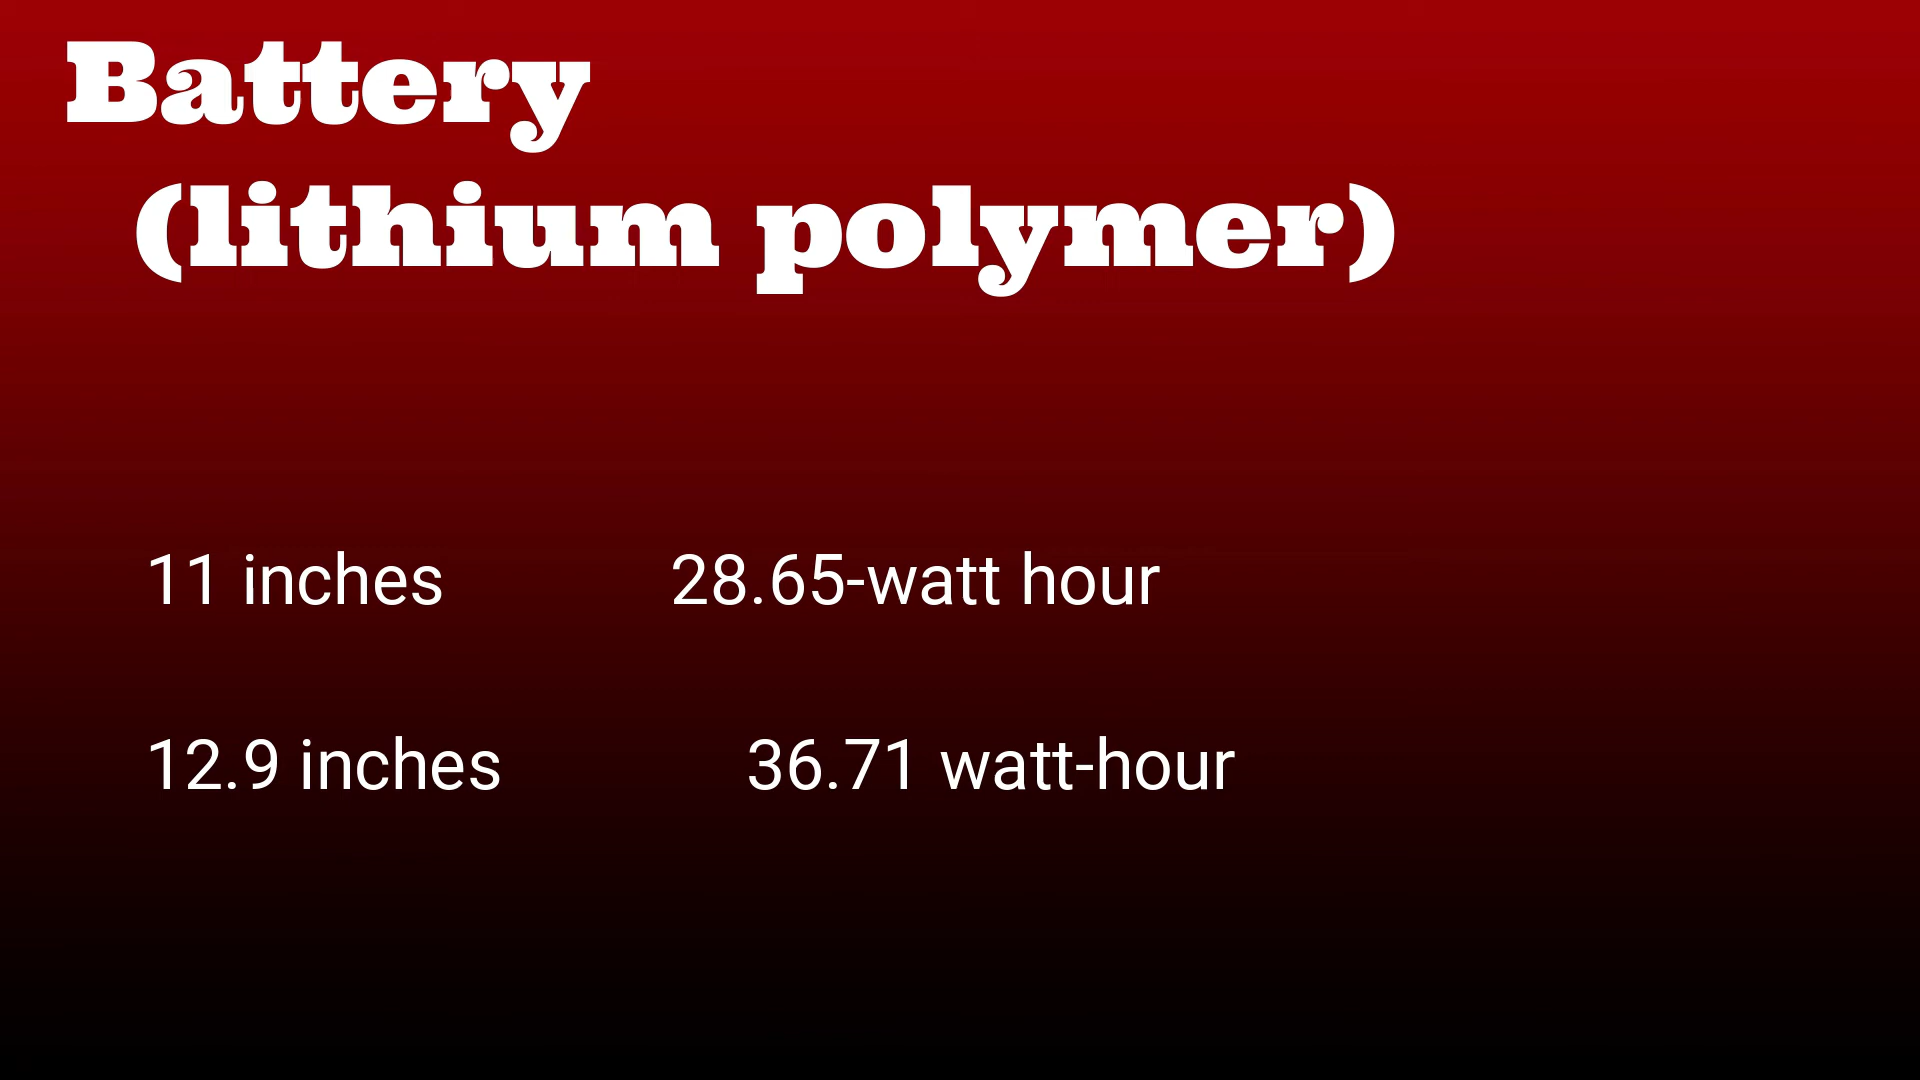 Battery
(lithium polymer)
11 inches 28.65-watt hour
12.9 inches 36.71 watt-hour